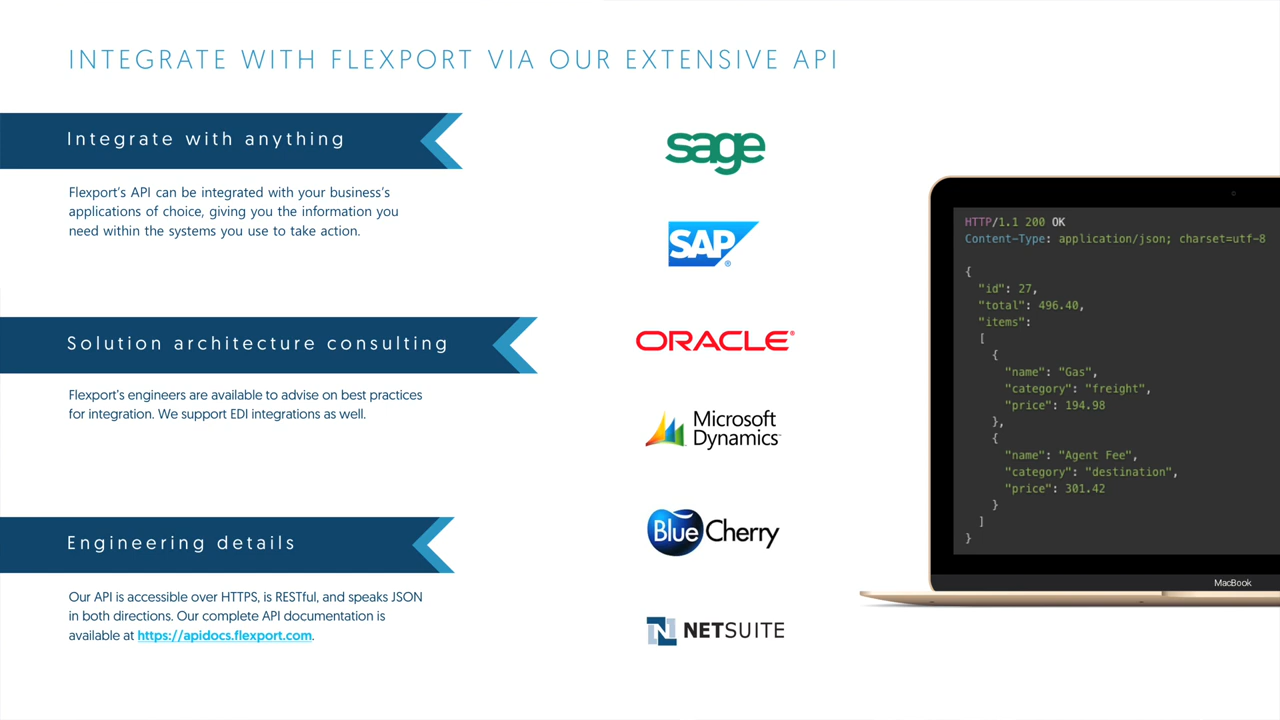 INTEGRATE WITH FLEXPORT VIA OUR EXTENSIVE API
Integrate with anything
Flexport's API can be integrated with your business's
applications of choice, giving you the information you
need within the systems you use to take action.
Solution architecture consulting
Flexport's engineers are available to advise on best practices
for integration. We support EDI integrations as well.
Engineering details
Our API is accessible over HTTPS, is RESTful, and speaks JSON
in both directions. Our complete API documentation is
available at https://apidocs.flexport.com.
sage
SAP®
ORACLE®
Microsoft
Dynamics™
Blue Cherry
N NETSUITE
HTTP/1.1 200 OK
Content-Type: application/json; charset=utf-8
{
"id": 27,
"total": 496.40,
"items":
[
{
"name": "Gas",
"category": "freight",
"price": 194.98
},
{
"name": "Agent Fee",
"category": "destination",
"price": 301.42
}
]
}
MacBook